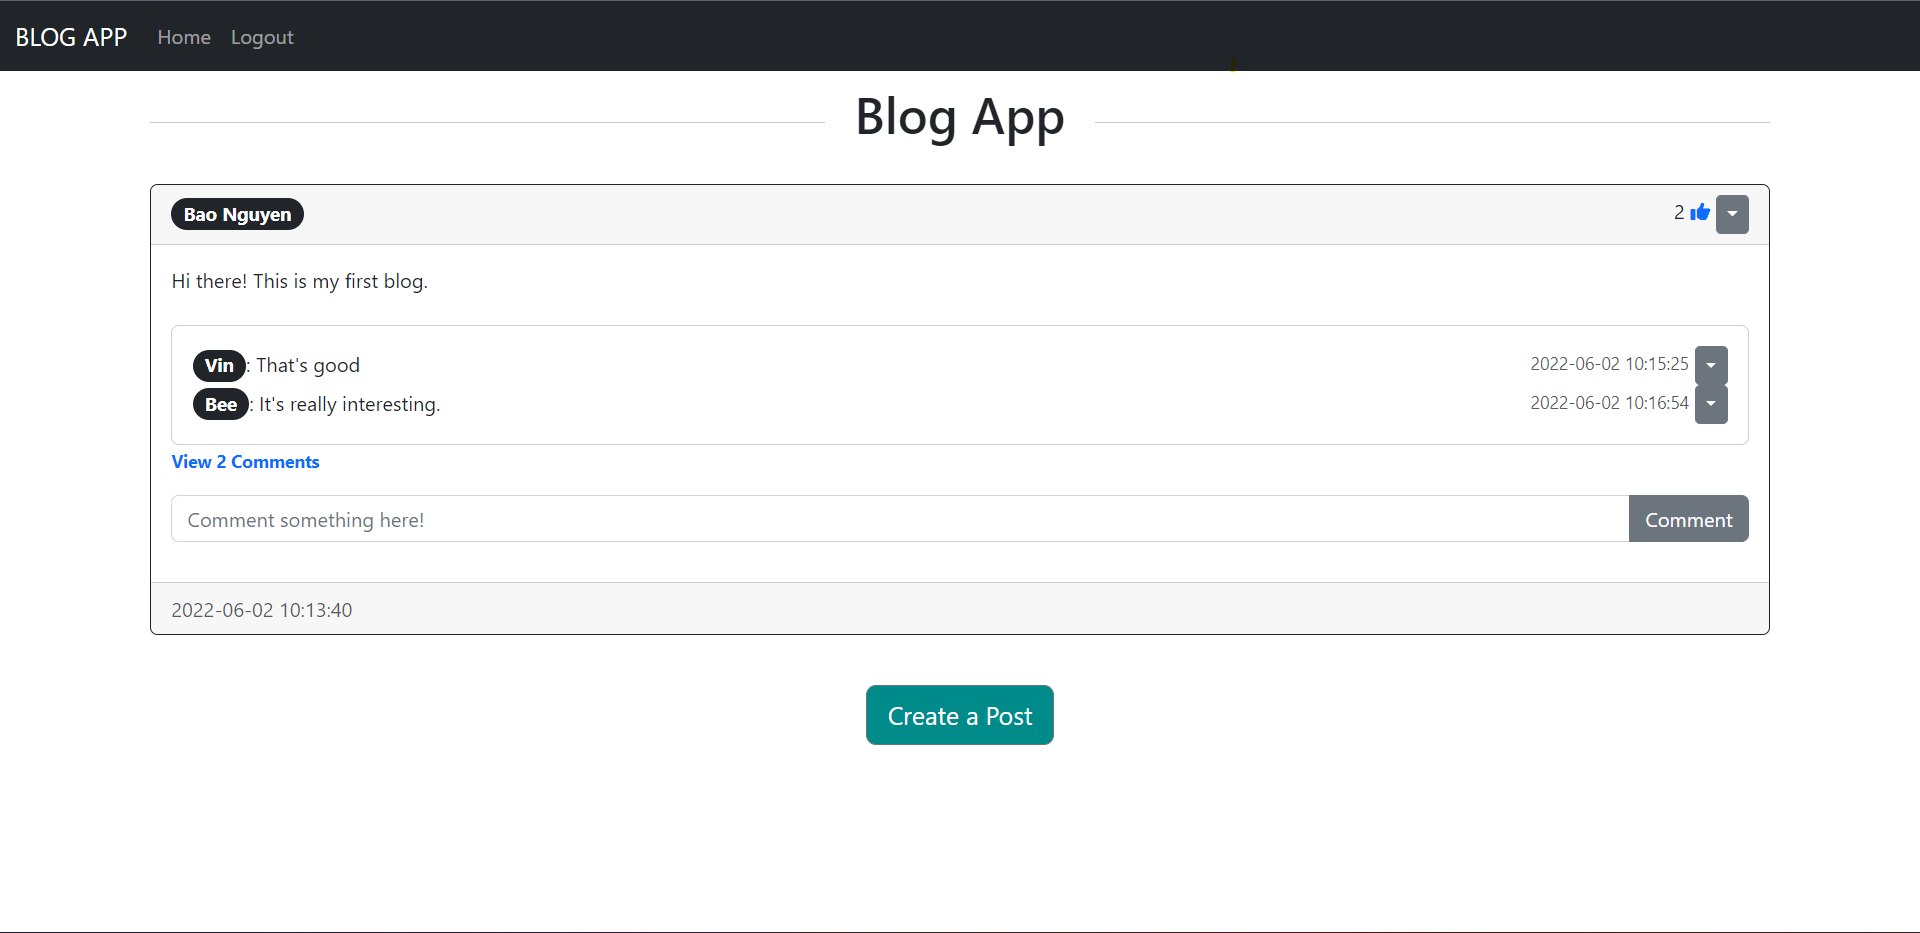 BLOG APP Home Logout
Blog App
Bao Nguyen 2
Hi there! This is my first blog.
Vin: That's good 2022-06-02 10:15:25
Bee: It's really interesting. 2022-06-02 10:16:54
View 2 Comments
Comment something here! Comment
2022-06-02 10:13:40
Create a Post